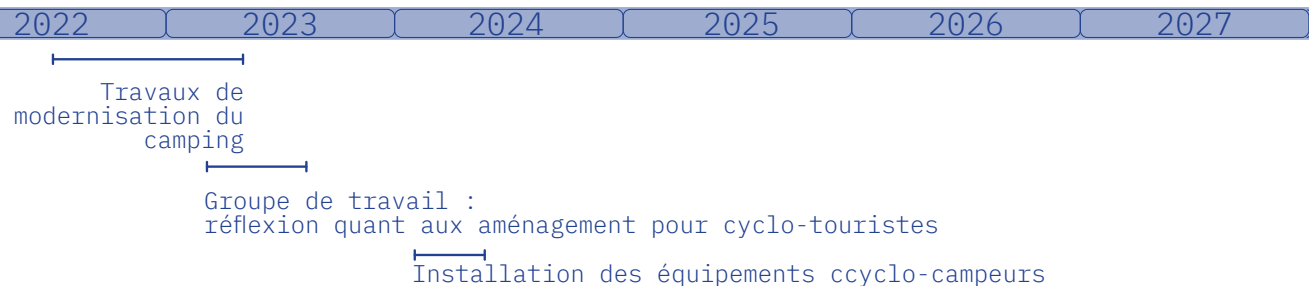 2022 2023 2024 2025 2026 2027
Travaux de
modernisation du
camping
Groupe de travail :
réflexion quant aux aménagement pour cyclo-touristes
Installation des équipements ccyclo-campeurs